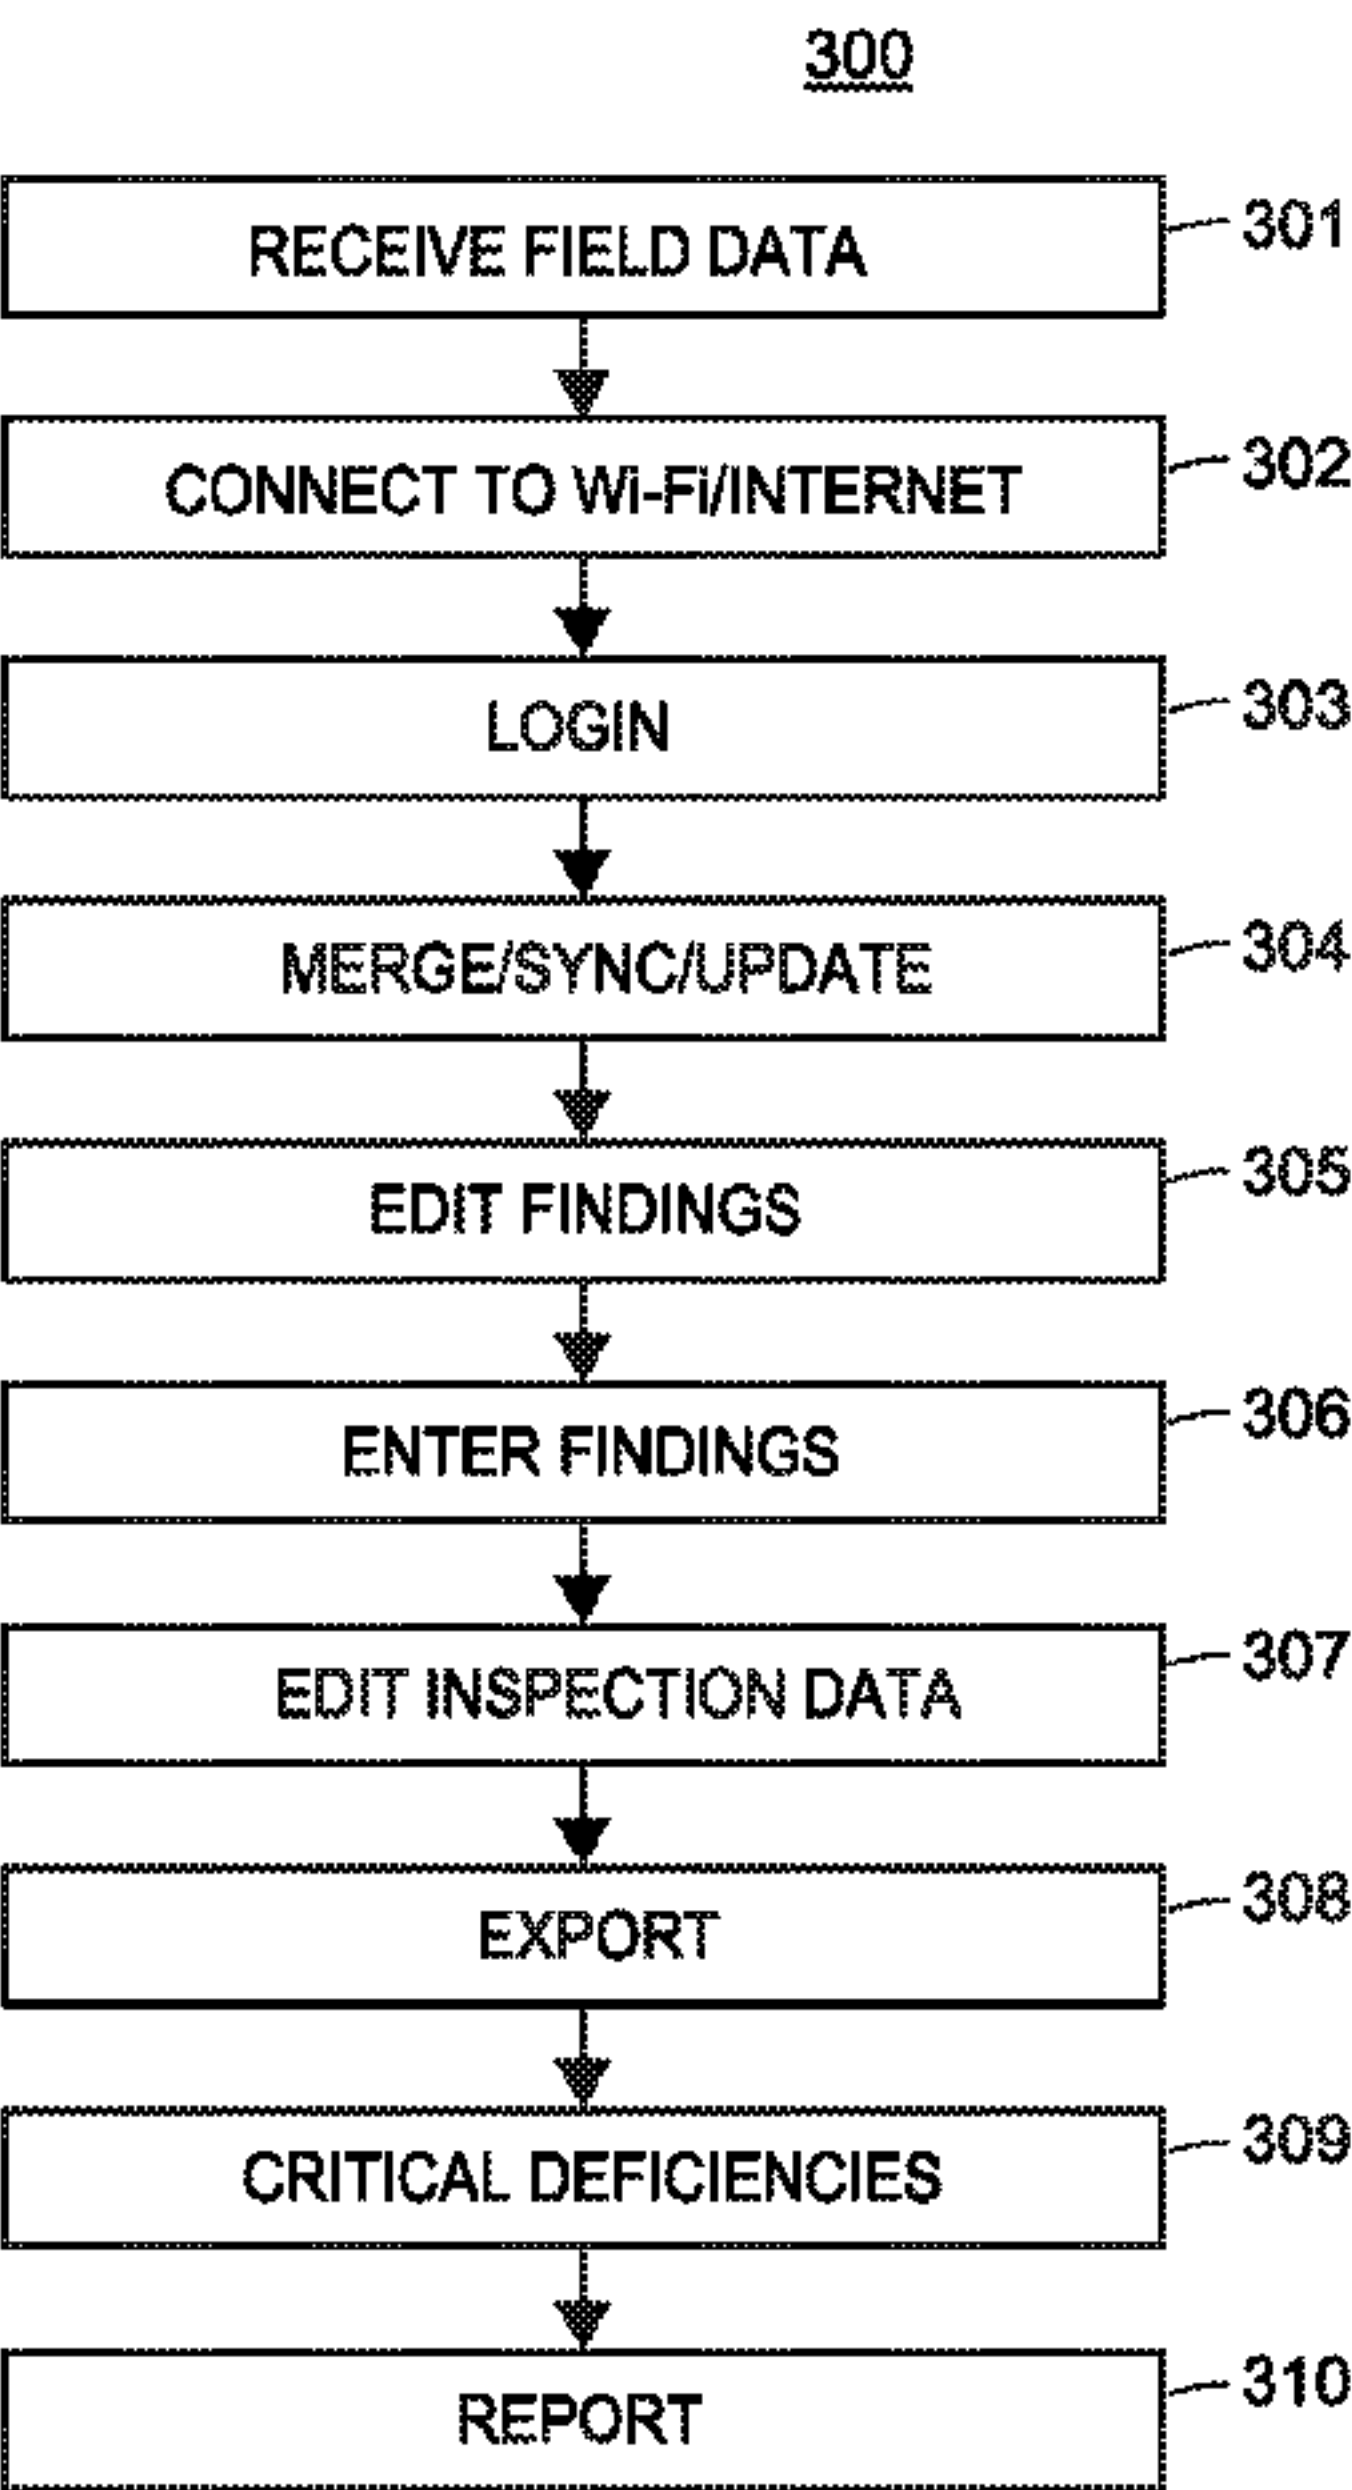 300
RECEIVE FIELD DATA 301
CONNECT TO Wi-Fi/INTERNET 302
LOGIN 303
MERGE/SYNC/UPDATE 304
EDIT FINDINGS 305
ENTER FINDINGS 306
EDIT INSPECTION DATA 307
EXPORT 308
CRITICAL DEFICIENCIES 309
REPORT 310